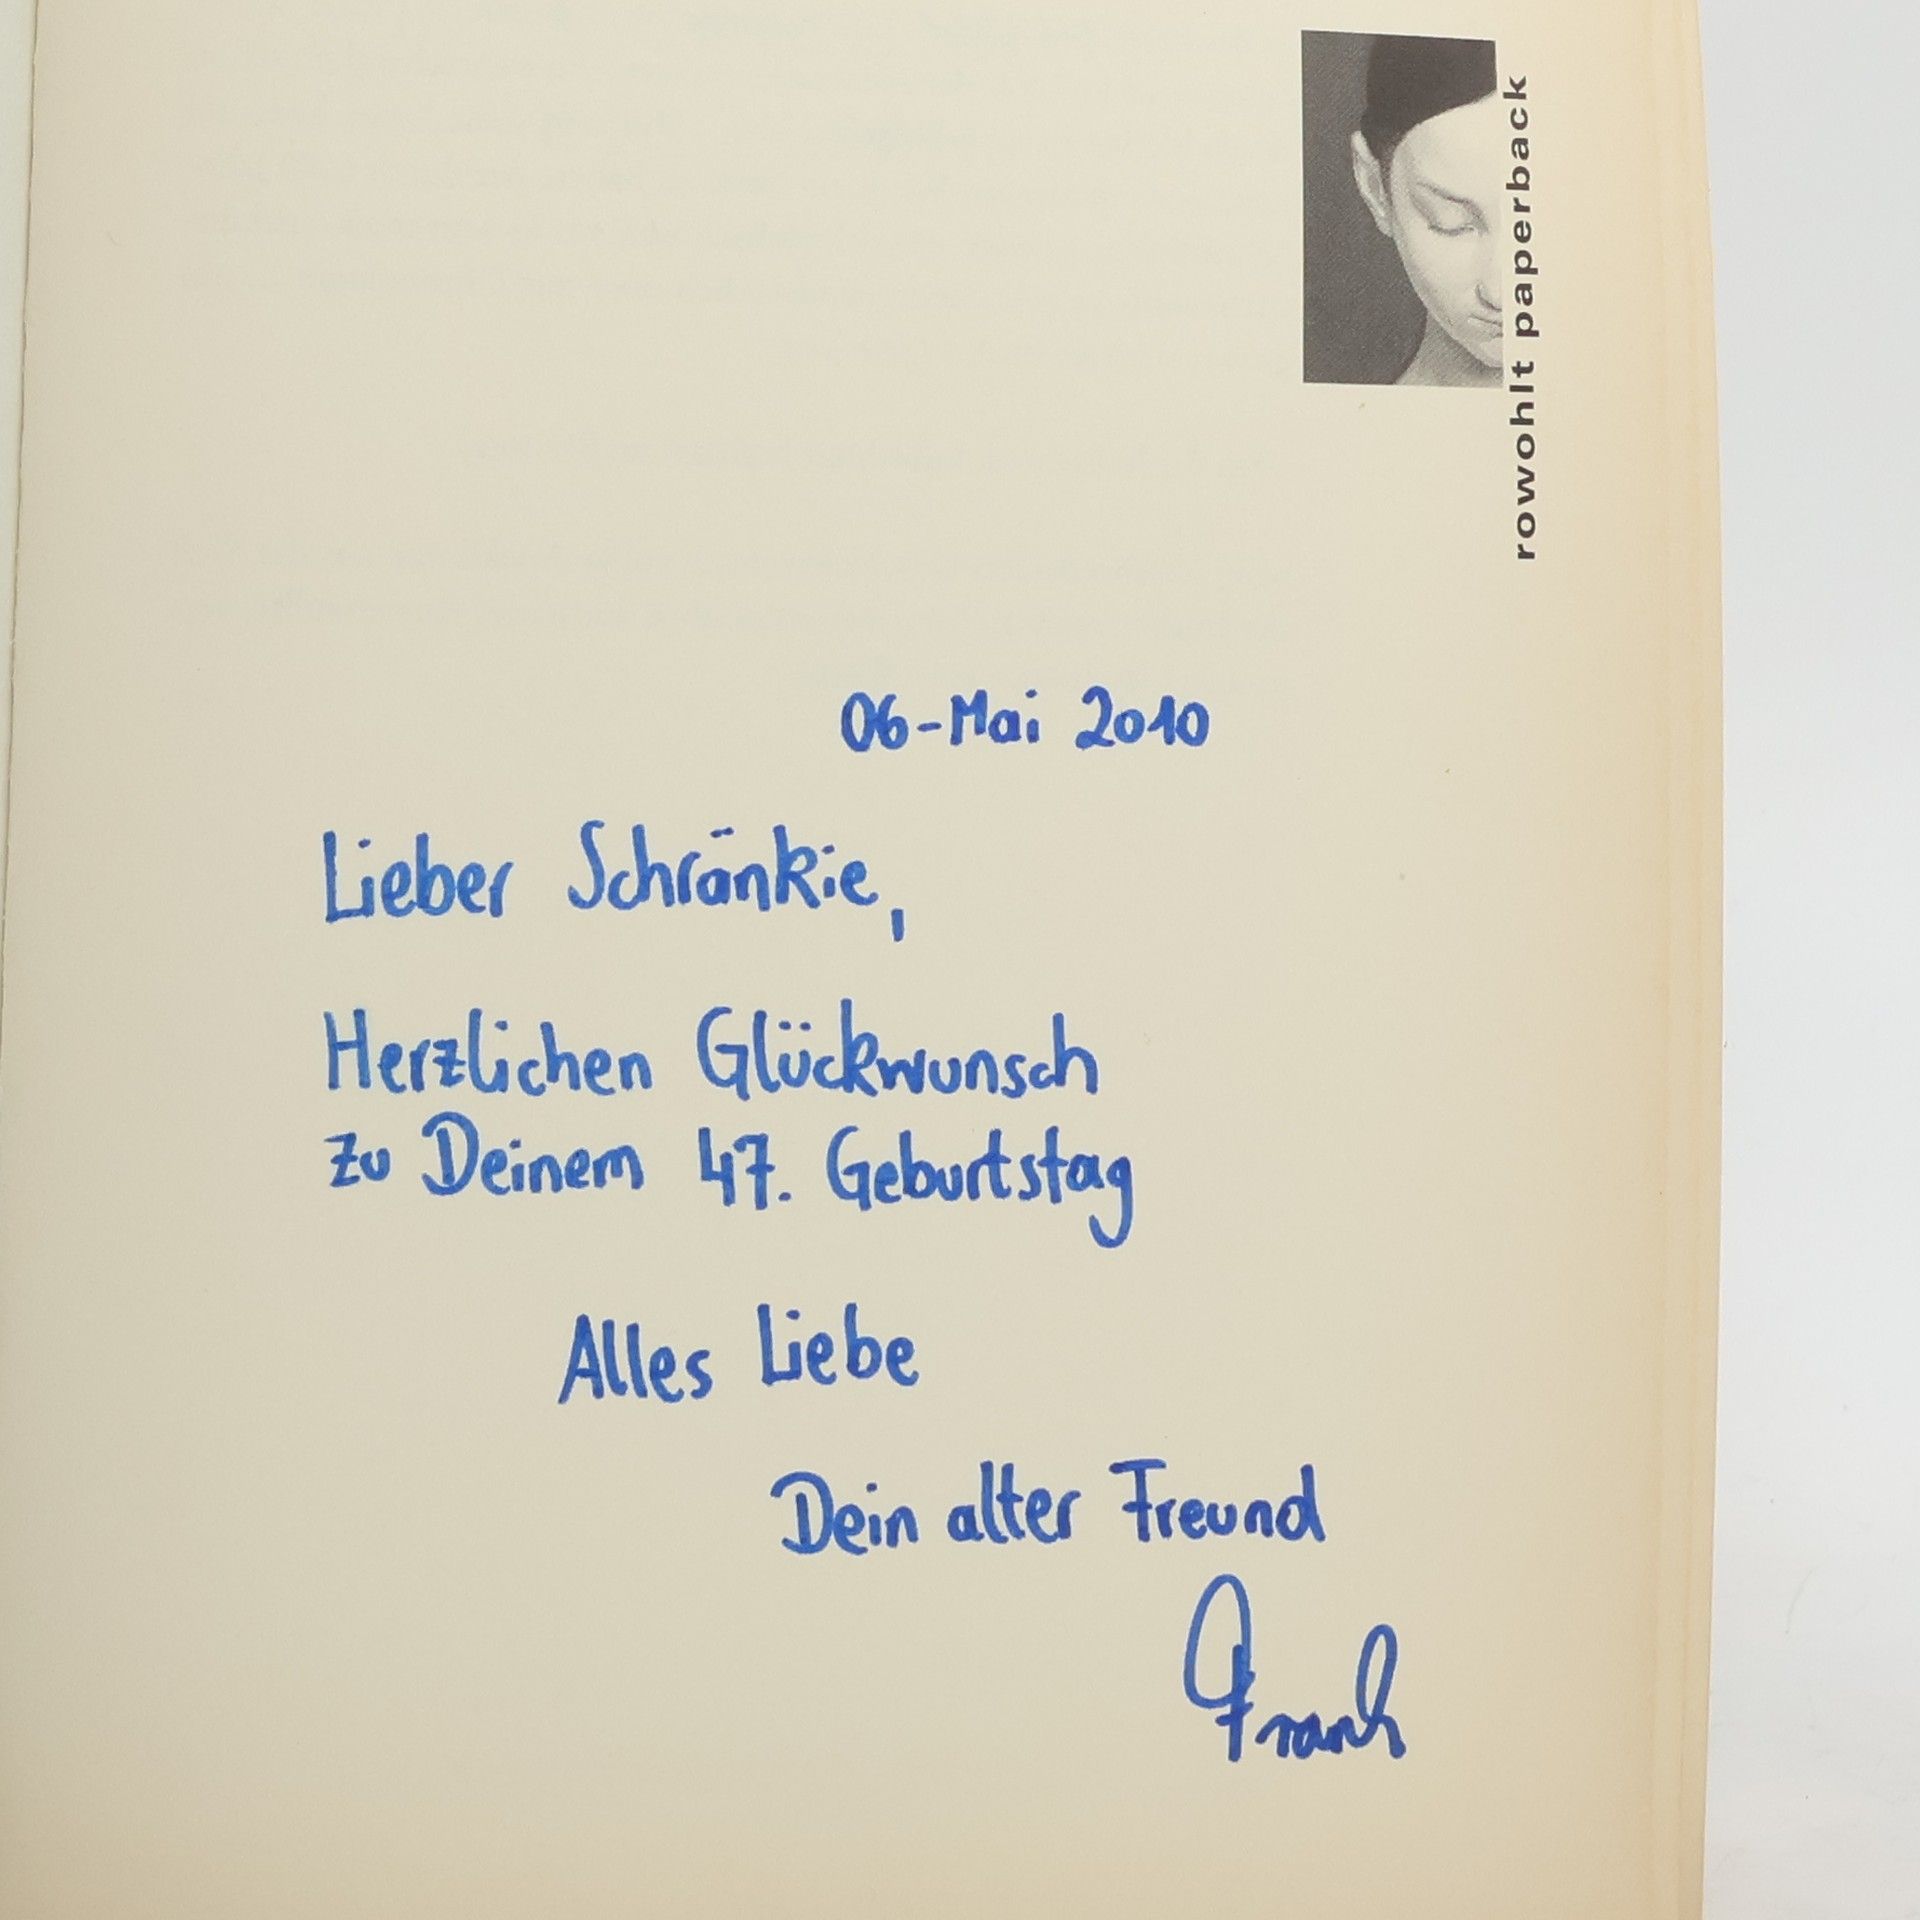 rowohlt paperback
06-Mai 2010
Lieber Schränkie,
Herzlichen Glückwunsch
zu Deinem 47. Geburtstag
Alles Liebe
Dein alter Freund
Frank